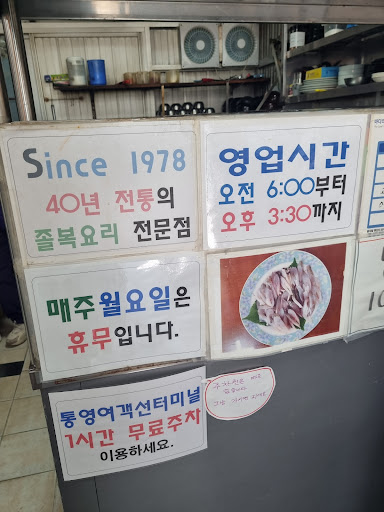 Since 1978
40년 전통의
졸복요리 전문점
영업시간
오전 6:00부터
오후 3:30까지
매주월요일은
휴무입니다.
통영여객선터미널
1시간 무료주차
이용하세요.